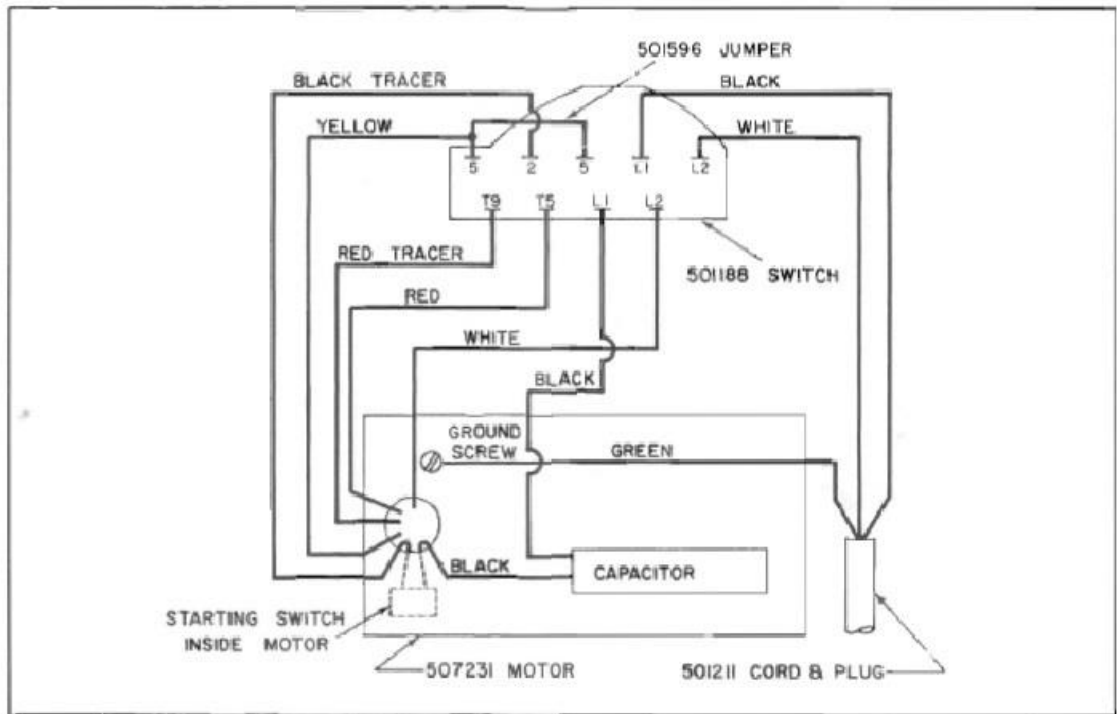 501596 JUMPER
BLACK TRACER
BLACK
YELLOW
WHITE
5 2 5 L1 L2
T9 T5 L1 L2
RED TRACER
501188 SWITCH
RED
WHITE
BLACK
GROUND
SCREW
GREEN
BLACK
CAPACITOR
STARTING SWITCH
INSIDE MOTOR
507231 MOTOR
501211 CORD & PLUG